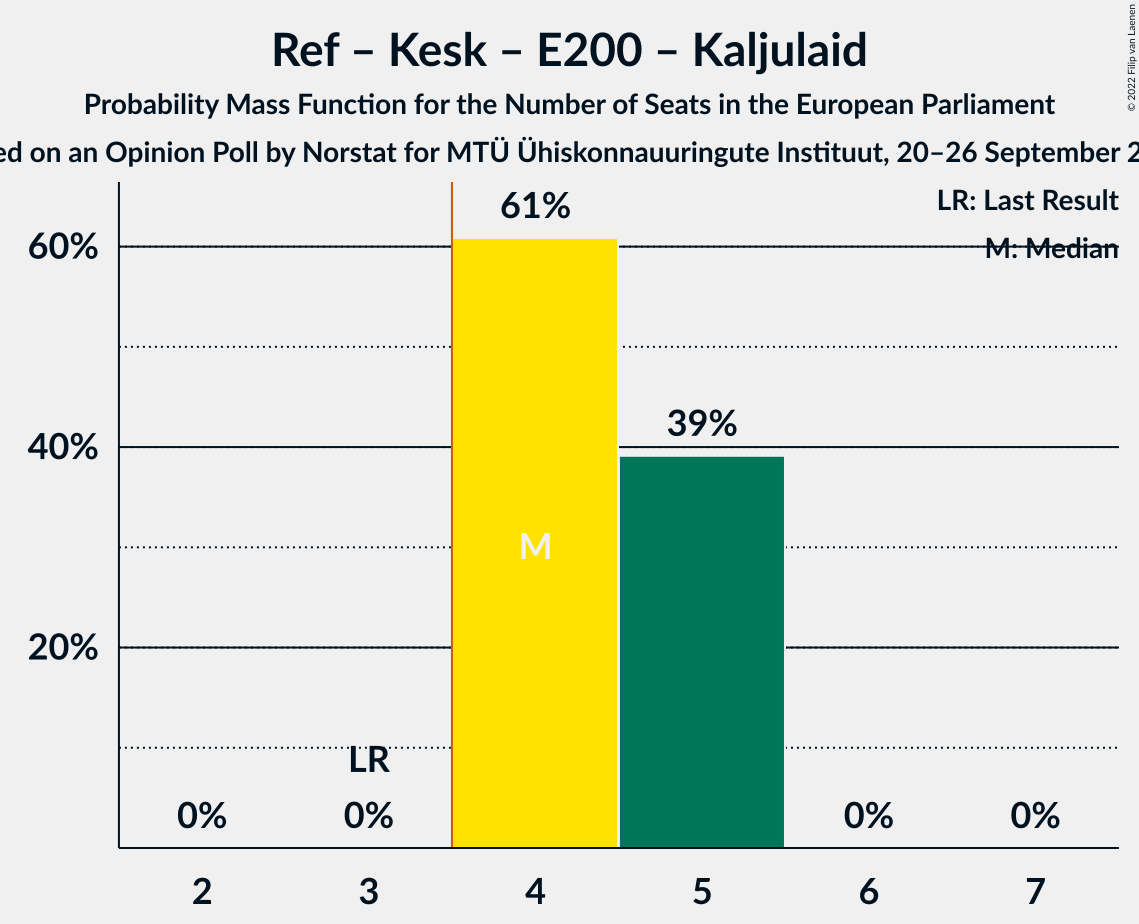 Ref – Kesk – E200 – Kaljulaid
Probability Mass Function for the Number of Seats in the European Parliament
on an Opinion Poll by Norstat for MTÜ Ühiskonnauuringute Instituut, 20–26 September
© 2022 Filip van Laenen
LR: Last Result
M: Median
60%
40%
20%
61%
39%
M
LR
0%
0%
0%
0%
2
3
4
5
6
7